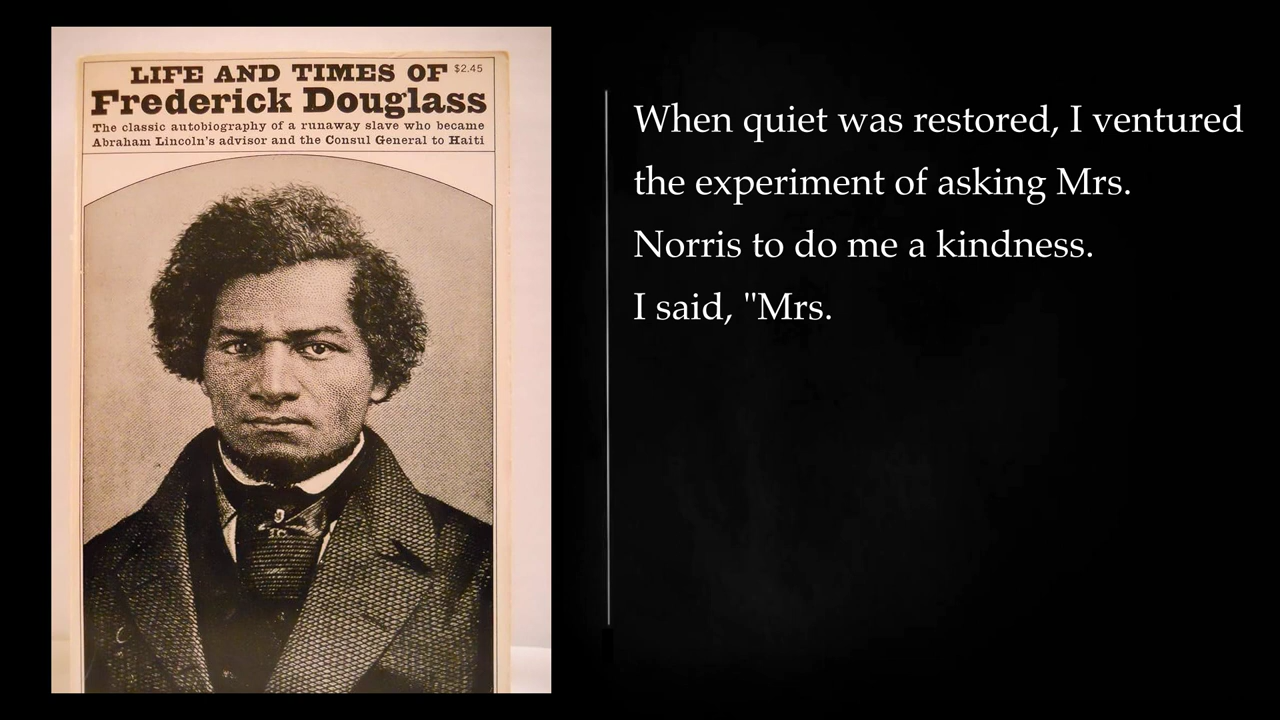 LIFE AND TIMES OF $2.45
Frederick Douglass
The classic autobiography of a runaway slave who became
Abraham Lincoln's advisor and the Consul General to Haiti
When quiet was restored, I ventured
the experiment of asking Mrs.
Norris to do me a kindness.
I said, "Mrs.